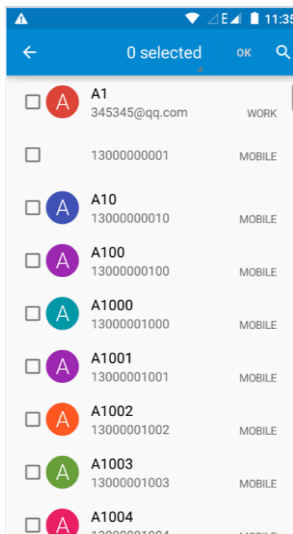 E 11:35
0 selected OK
A A1
345345@qq.com WORK
13000000001 MOBILE
A A10
13000000010 MOBILE
A A100
13000000100 MOBILE
A A1000
13000001000 MOBILE
A A1001
13000001001 MOBILE
A A1002
13000001002 MOBILE
A A1003
13000001003 MOBILE
A A1004